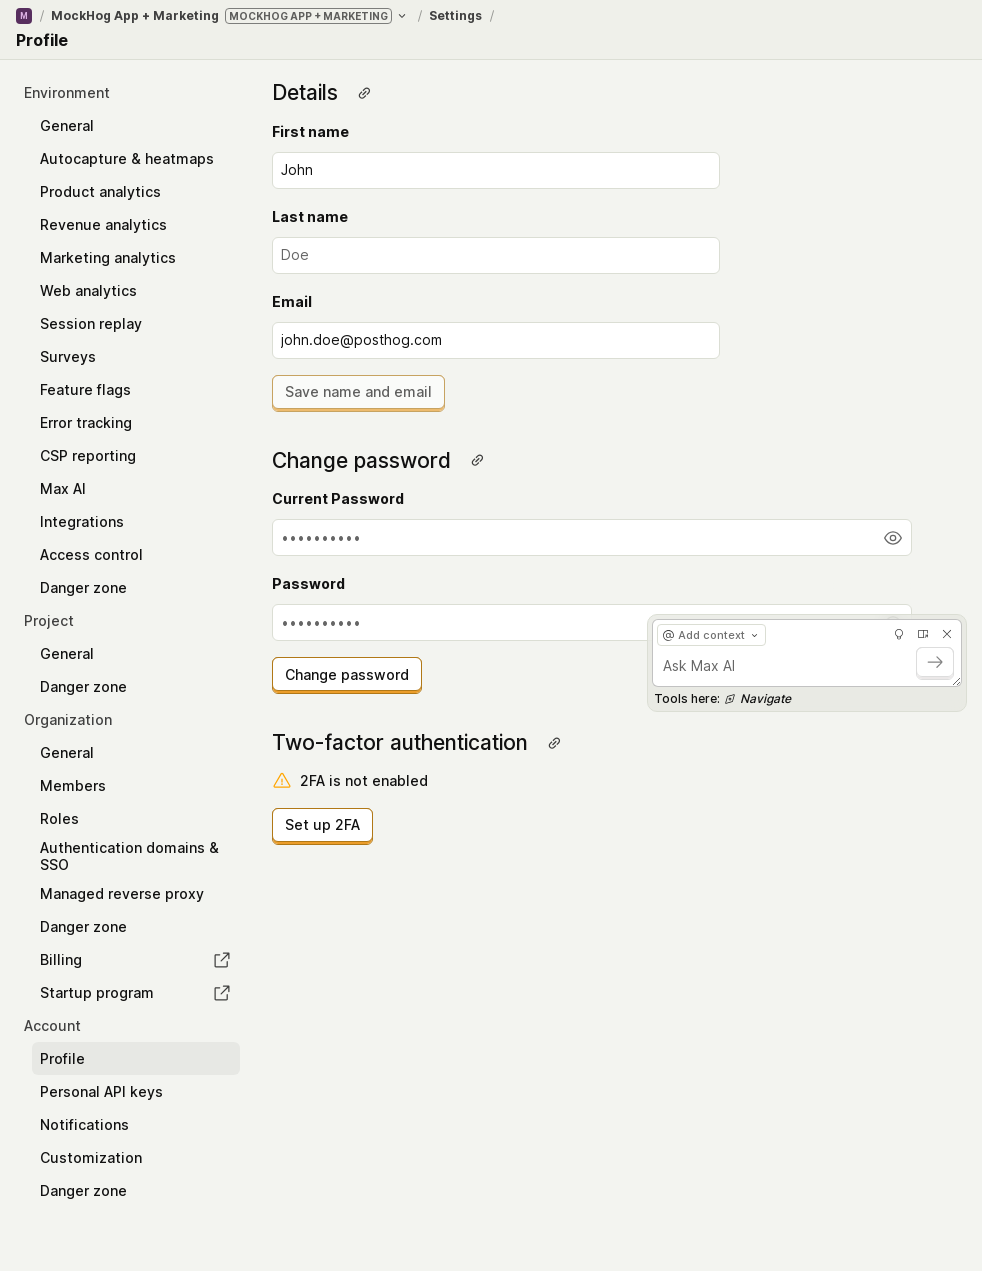 M / MockHog App + Marketing MOCKHOG APP + MARKETING / Settings /
Profile
Environment
General
Autocapture & heatmaps
Product analytics
Revenue analytics
Marketing analytics
Web analytics
Session replay
Surveys
Feature flags
Error tracking
CSP reporting
Max AI
Integrations
Access control
Danger zone
Project
General
Danger zone
Organization
General
Members
Roles
Authentication domains &
SSO
Managed reverse proxy
Danger zone
Billing
Startup program
Account
Profile
Personal API keys
Notifications
Customization
Danger zone
Details
First name
John
Last name
Doe
Email
john.doe@posthog.com
Save name and email
Change password
Current Password
••••••••••
Password
••••••••••
Change password
Two-factor authentication
2FA is not enabled
Set up 2FA
@ Add context
Ask Max AI
Tools here: Navigate